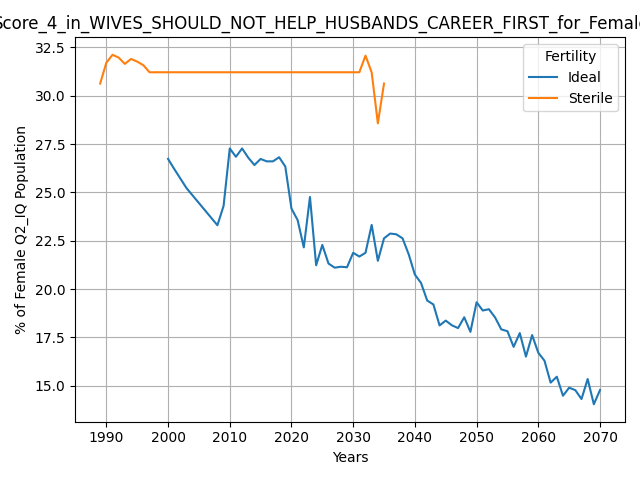 Score_4_in_WIVES_SHOULD_NOT_HELP_HUSBANDS_CAREER_FIRST_for_Female
Fertility
Ideal
Sterile
% of Female Q2_IQ Population
32.5
30.0
27.5
25.0
22.5
20.0
17.5
15.0
1990 2000 2010 2020 2030 2040 2050 2060 2070
Years